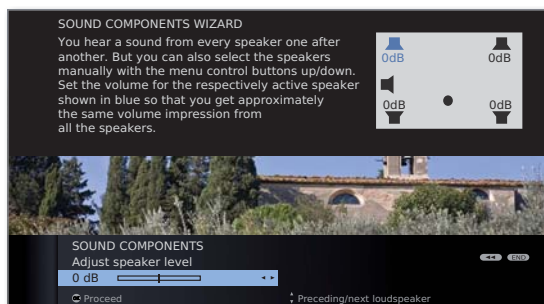 SOUND COMPONENTS WIZARD
You hear a sound from every speaker one after
another. But you can also select the speakers
manually with the menu control buttons up/down.
Set the volume for the respectively active speaker
shown in blue so that you get approximately
the same volume impression from
all the speakers.
0dB 0dB
0dB 0dB
SOUND COMPONENTS
Adjust speaker level
END
0 dB
Proceed Preceding/next loudspeaker